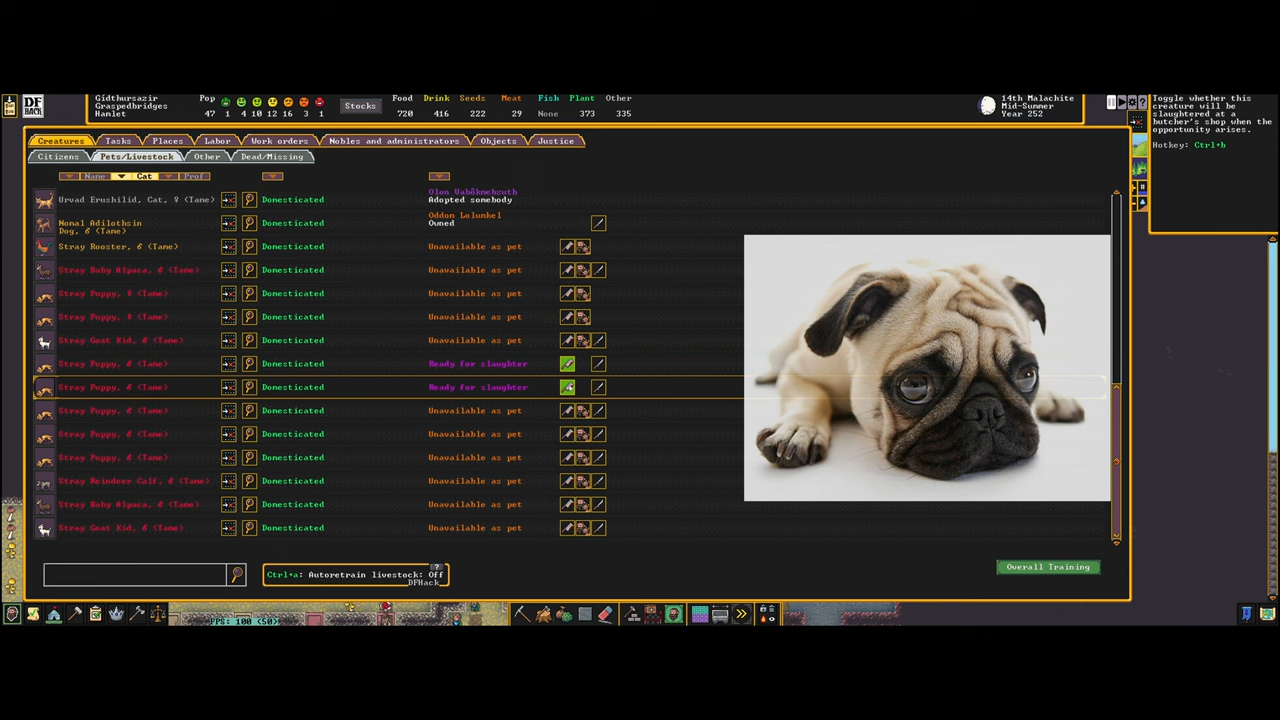 DF
HACK
Gidthursazir
Graspedbridges
Hamlet
Pop
47 1 4 10 12 16 3 1
Stocks
Food Drink Seeds Meat Fish Plant Other
720 416 222 29 None 373 335
14th Malachite
Mid-Summer
Year 252
Toggle whether this
creature will be
slaughtered at a
butcher's shop when the
opportunity arises.
Hotkey: Ctrl+b
Creatures Tasks Places Labor Work orders Nobles and administrators Objects Justice
Citizens Pets/Livestock Other Dead/Missing
Name Cat Prof
Urvad Erushilid, Cat, ♀ (Tame) Domesticated
Adopted somebody
Nomal Adilothsin
Dog, ♂ (Tame) Domesticated
Oddom Lolumkel
Owned
Stray Rooster, ♂ (Tame) Domesticated Unavailable as pet
Stray Baby Alpaca, ♂ (Tame) Domesticated Unavailable as pet
Stray Puppy, ♀ (Tame) Domesticated Unavailable as pet
Stray Puppy, ♀ (Tame) Domesticated Unavailable as pet
Stray Goat Kid, ♂ (Tame) Domesticated Unavailable as pet
Stray Puppy, ♂ (Tame) Domesticated Ready for slaughter
Stray Puppy, ♂ (Tame) Domesticated Ready for slaughter
Stray Puppy, ♂ (Tame) Domesticated Unavailable as pet
Stray Puppy, ♂ (Tame) Domesticated Unavailable as pet
Stray Puppy, ♂ (Tame) Domesticated Unavailable as pet
Stray Reindeer Calf, ♂ (Tame) Domesticated Unavailable as pet
Stray Baby Alpaca, ♂ (Tame) Domesticated Unavailable as pet
Stray Goat Kid, ♂ (Tame) Domesticated Unavailable as pet
Ctrl+a: Autoretrain livestock: Off
?
DFHack
Overall Training
FPS: 100 (50)